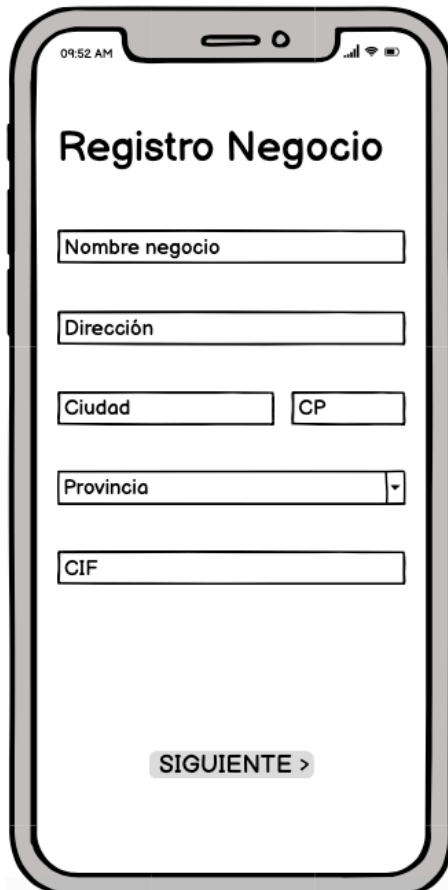 09:52 AM
Registro Negocio
Nombre negocio
Dirección
Ciudad CP
Provincia
CIF
SIGUIENTE >